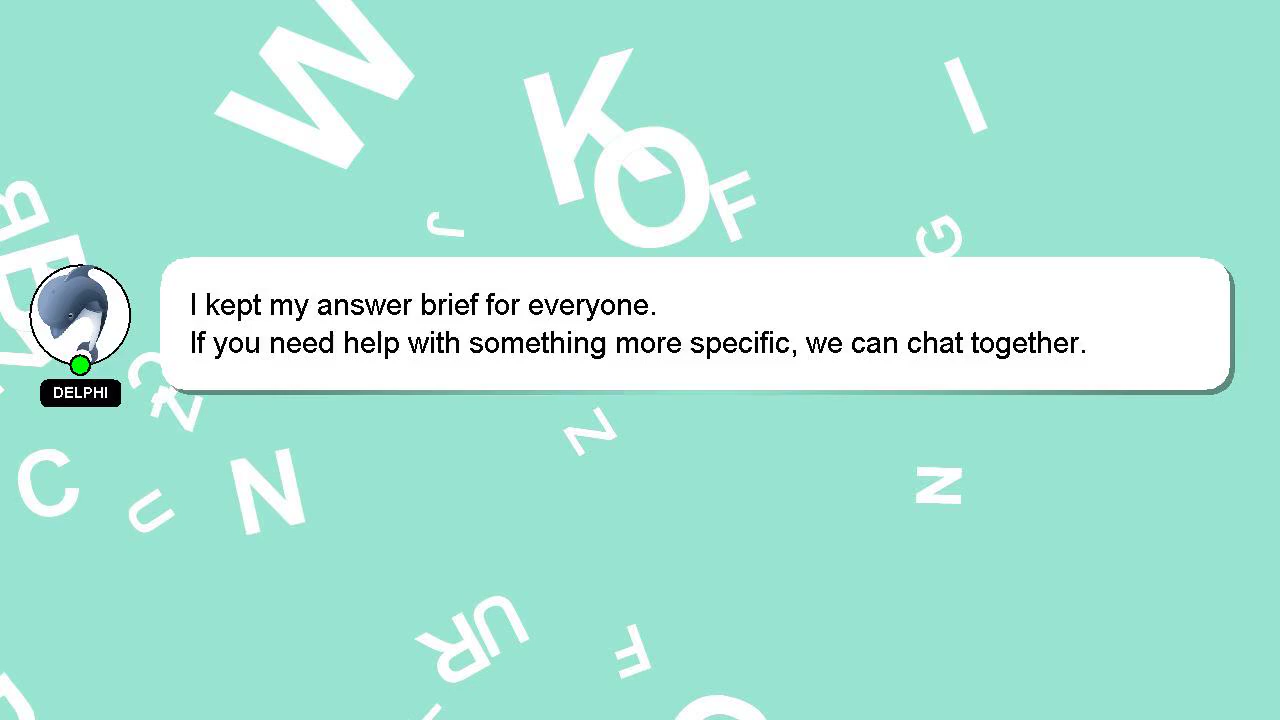 I kept my answer brief for everyone.
If you need help with something more specific, we can chat together.
DELPHI
W
K
O
F
I
J
G
B
C
Z
N
N
C
U
N
UR
F